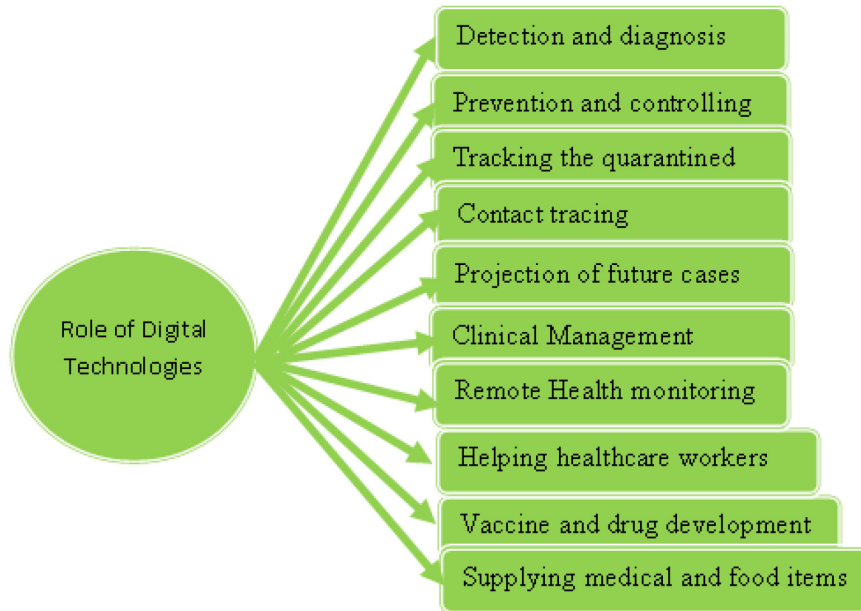 Role of Digital
Technologies
Detection and diagnosis
Prevention and controlling
Tracking the quarantined
Contact tracing
Projection of future cases
Clinical Management
Remote Health monitoring
Helping healthcare workers
Vaccine and drug development
Supplying medical and food items